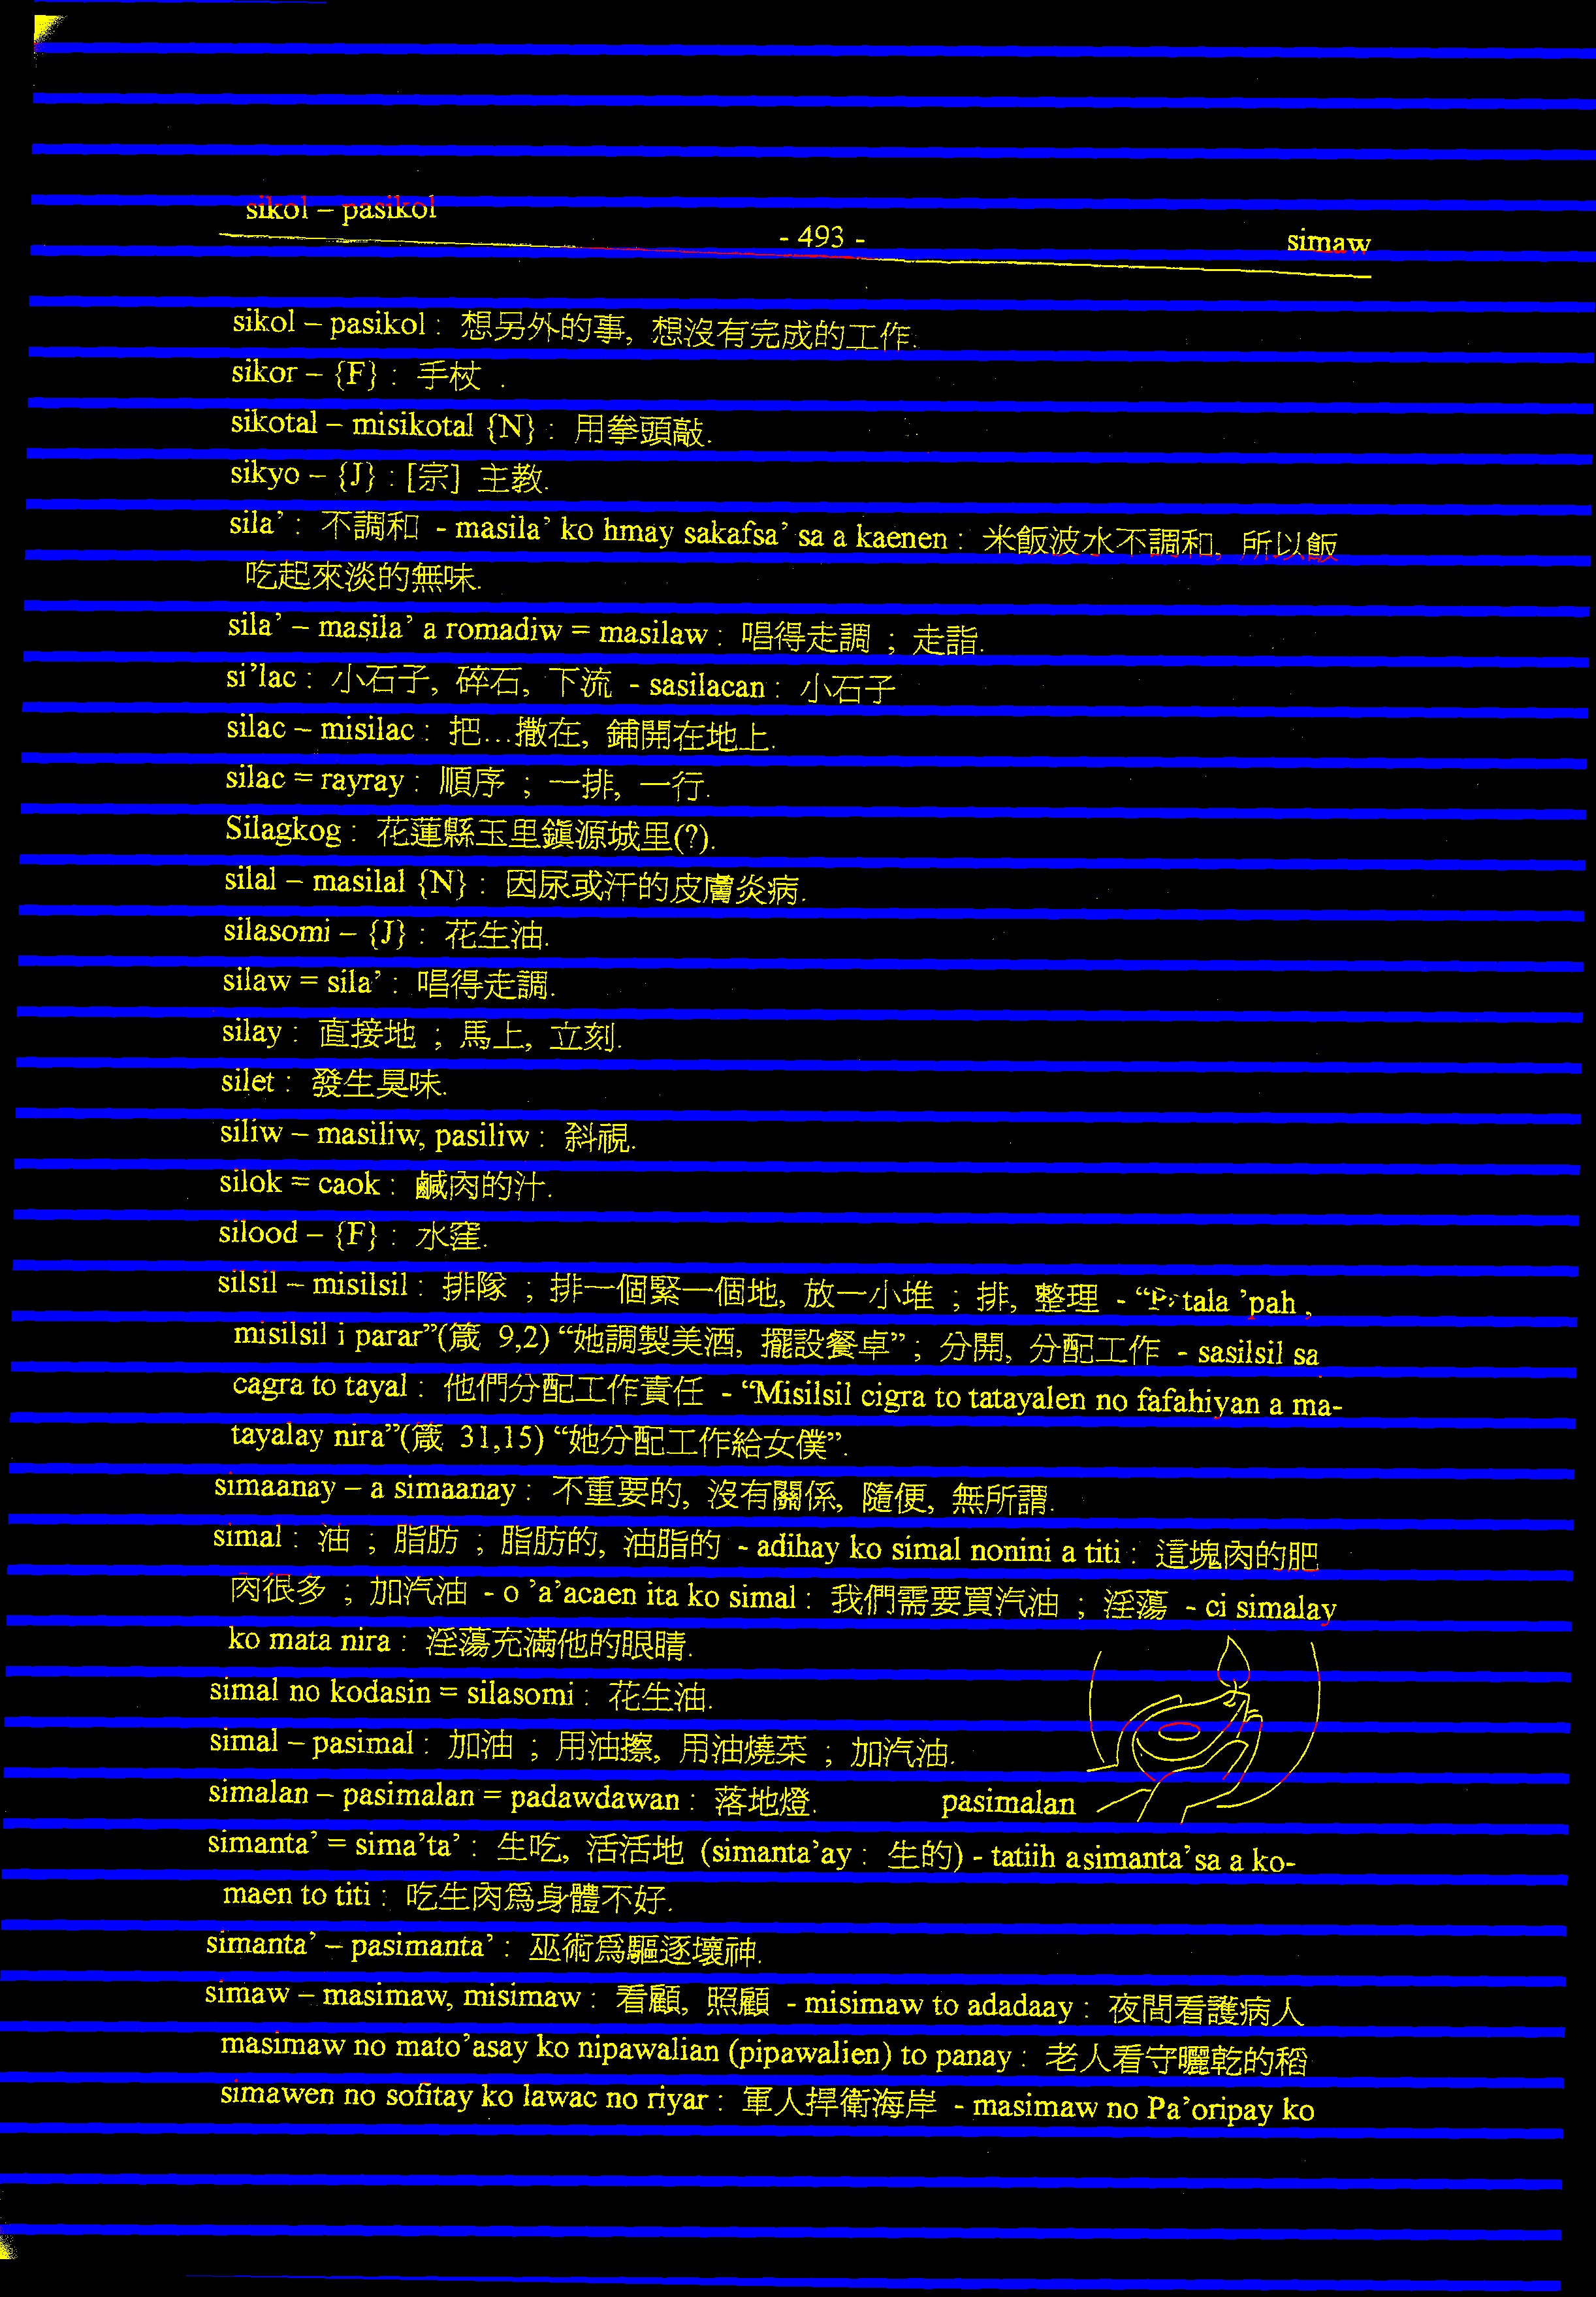 sikol – pasikol
- 493 -
simaw
sikol – pasikol : 想另外的事, 想沒有完成的工作.
sikor – {F} : 手杖 .
sikotal – misikotal {N} : 用拳頭敲.
sikyo – {J} : [宗] 主教.
sila’ : 不調和 - masila’ ko hmay sakafsa’ sa a kaenen : 米飯波水不調和, 所以飯
吃起來淡的無味.
sila’ – masila’ a romadiw = masilaw : 唱得走調 ; 走詣.
si’lac : 小石子, 碎石, 下流 - sasilacan : 小石子
silac – misilac : 把…撒在, 鋪開在地上.
silac = rayray : 順序 ; 一排, 一行.
Silagkog : 花蓮縣玉里鎮源城里(?).
silal – masilal {N} : 因尿或汗的皮膚炎病.
silasomi – {J} : 花生油.
silaw = sila’ : 唱得走調.
silay : 直接地 ; 馬上, 立刻.
silet : 發生臭味.
siliw – masiliw, pasiliw : 斜視.
silok = caok : 鹹肉的汁.
silood – {F} : 水窪.
silsil – misilsil : 排隊 ; 排一個緊一個地, 放一小堆 ; 排, 整理 - “ tala ’pah ,
misilsil i parar”(箴 9,2) “她調製美酒, 擺設餐卓” ; 分開, 分配工作 - sasilsil sa
cagra to tayal : 他們分配工作責任 - “Misilsil cigra to tatayalen no fafahiyan a ma-
tayalay nira”(箴 31,15) “她分配工作給女僕”.
simaanay – a simaanay : 不重要的, 沒有關係, 隨便, 無所謂.
simal : 油 ; 脂肪 ; 脂肪的, 油脂的 - adihay ko simal nonini a titi : 這塊肉的肥
肉很多 ; 加汽油 - o ’a’acaen ita ko simal : 我們需要買汽油 ; 淫蕩 - ci simalay
ko mata nira : 淫蕩充滿他的眼睛.
simal no kodasin = silasomi : 花生油.
simal – pasimal : 加油 ; 用油擦, 用油燒菜 ; 加汽油.
simalan – pasimalan = padawdawan : 落地燈. pasimalan
simanta’ = sima’ta’ : 生吃, 活活地 (simanta’ay : 生的) - tatiih asimanta’sa a ko-
maen to titi : 吃生肉為身體不好.
simanta’ – pasimanta’ : 巫術為驅逐壞神.
simaw – masimaw, misimaw : 看顧, 照顧 - misimaw to adadaay : 夜間看護病人
masimaw no mato’asay ko nipawalian (pipawalien) to panay : 老人看守曬乾的稻
simawen no sofitay ko lawac no riyar : 軍人捍衛海岸 - masimaw no Pa’oripay ko